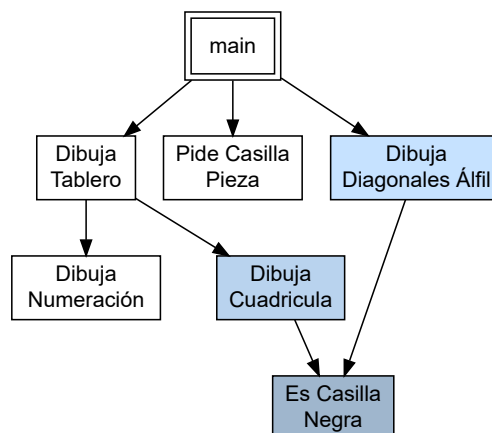 main
Dibuja
Tablero
Pide Casilla
Pieza
Dibuja
Diagonales Álfil
Dibuja
Numeración
Dibuja
Cuadricula
Es Casilla
Negra